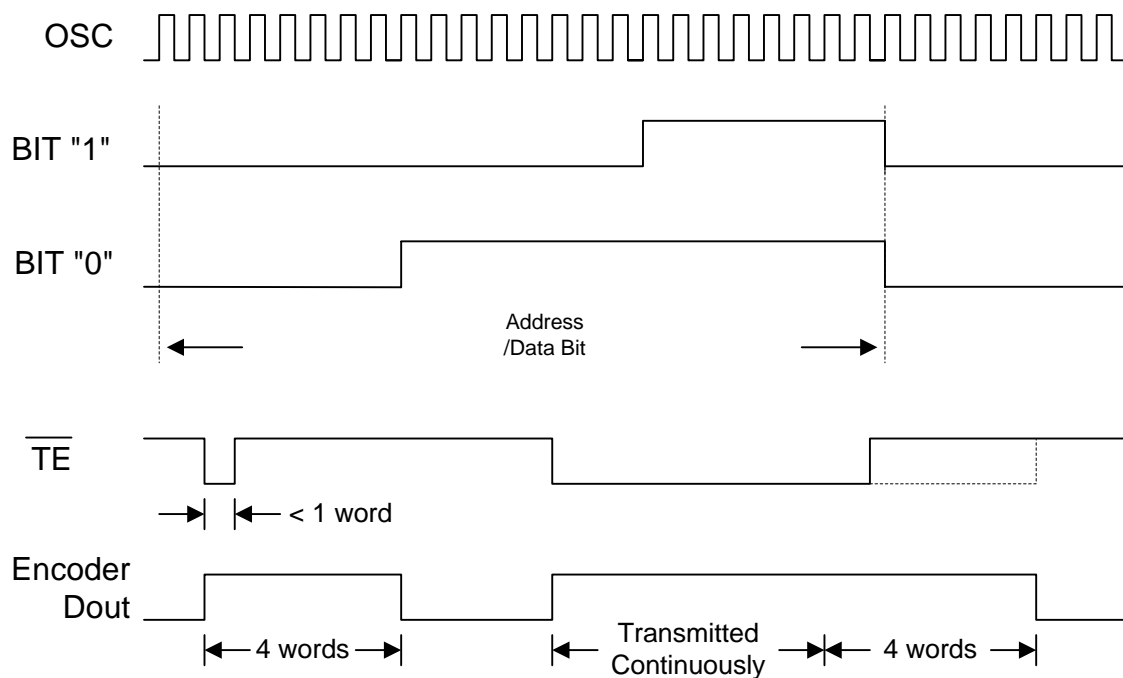 OSC
BIT "1"
BIT "0"
Address
/Data Bit
TE
< 1 word
Encoder
Dout
4 words
Transmitted
Continuously
4 words